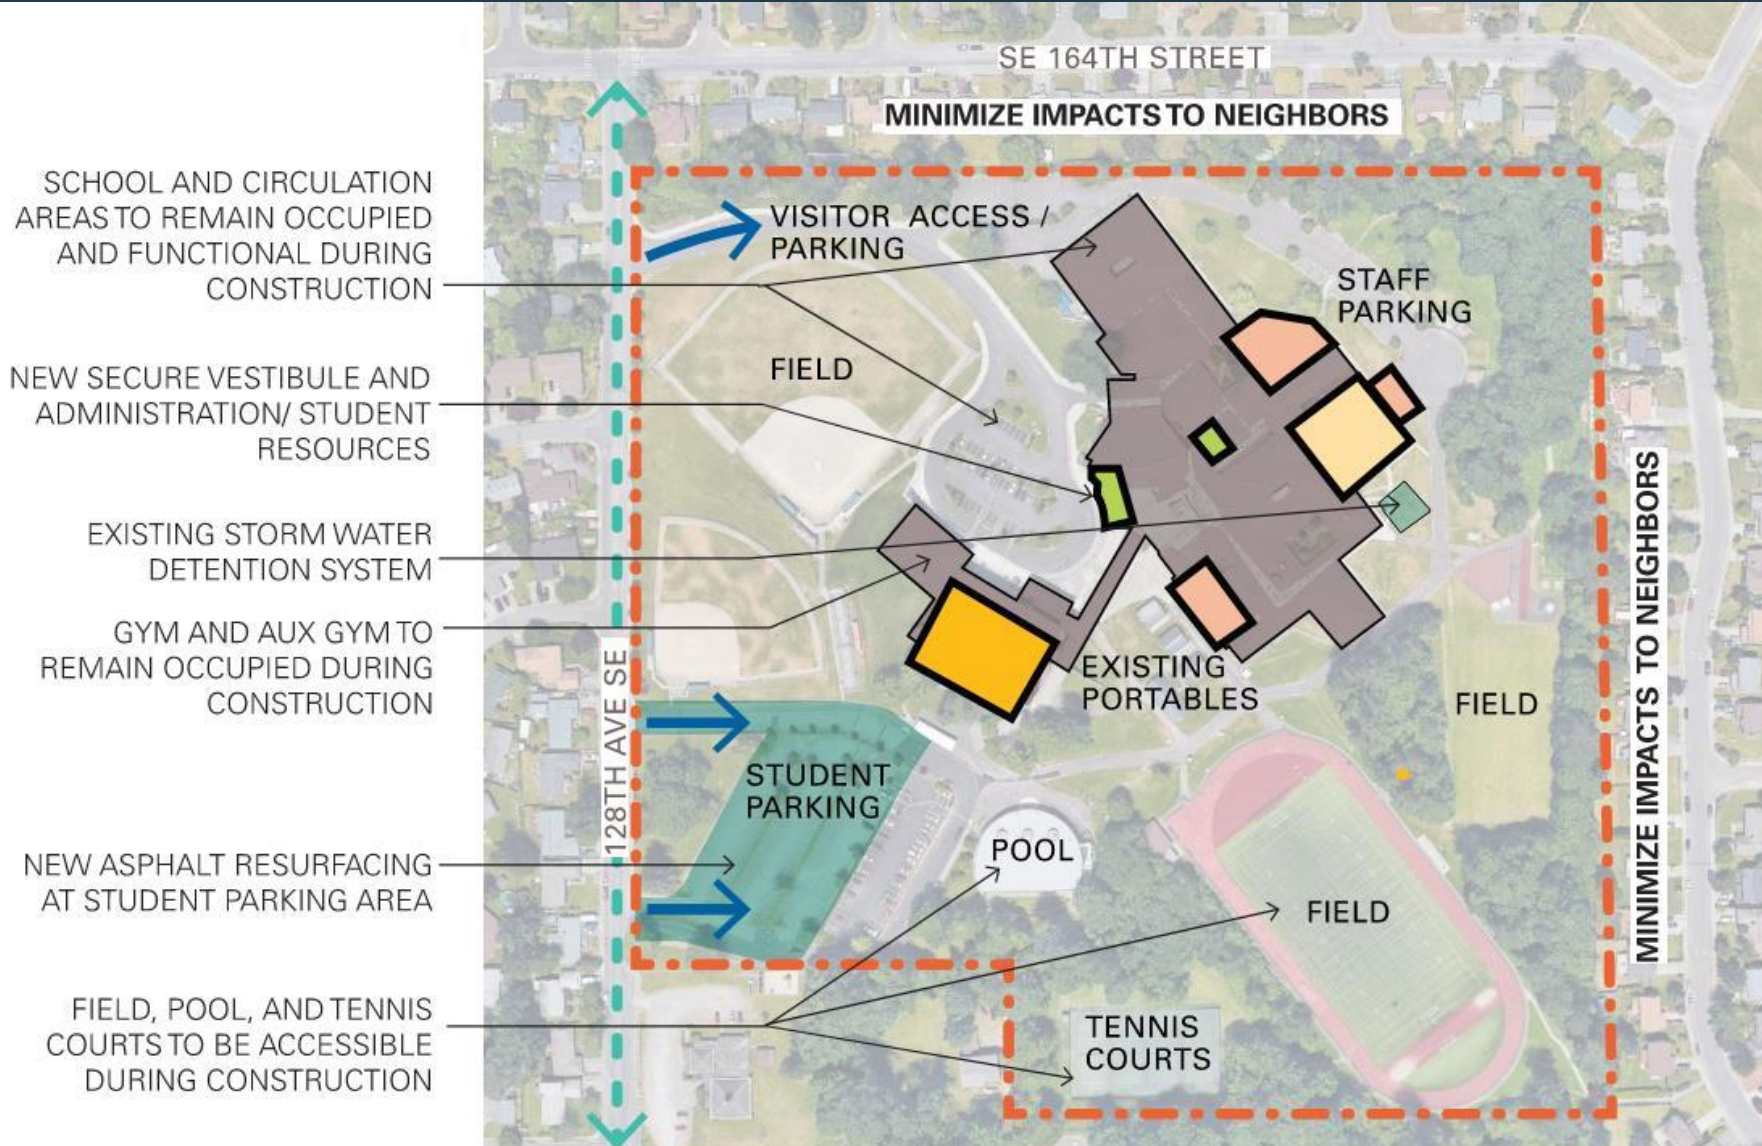 SE 164TH STREET
MINIMIZE IMPACTS TO NEIGHBORS
SCHOOL AND CIRCULATION
AREAS TO REMAIN OCCUPIED
AND FUNCTIONAL DURING
CONSTRUCTION
VISITOR ACCESS /
PARKING
STAFF
PARKING
FIELD
NEW SECURE VESTIBULE AND
ADMINISTRATION/ STUDENT
RESOURCES
EXISTING STORM WATER
DETENTION SYSTEM
GYM AND AUX GYM TO
REMAIN OCCUPIED DURING
CONSTRUCTION
EXISTING
PORTABLES
FIELD
MINIMIZE IMPACTS TO NEIGHBORS
128TH AVE SE
STUDENT
PARKING
POOL
NEW ASPHALT RESURFACING
AT STUDENT PARKING AREA
FIELD
FIELD, POOL, AND TENNIS
COURTS TO BE ACCESSIBLE
DURING CONSTRUCTION
TENNIS
COURTS